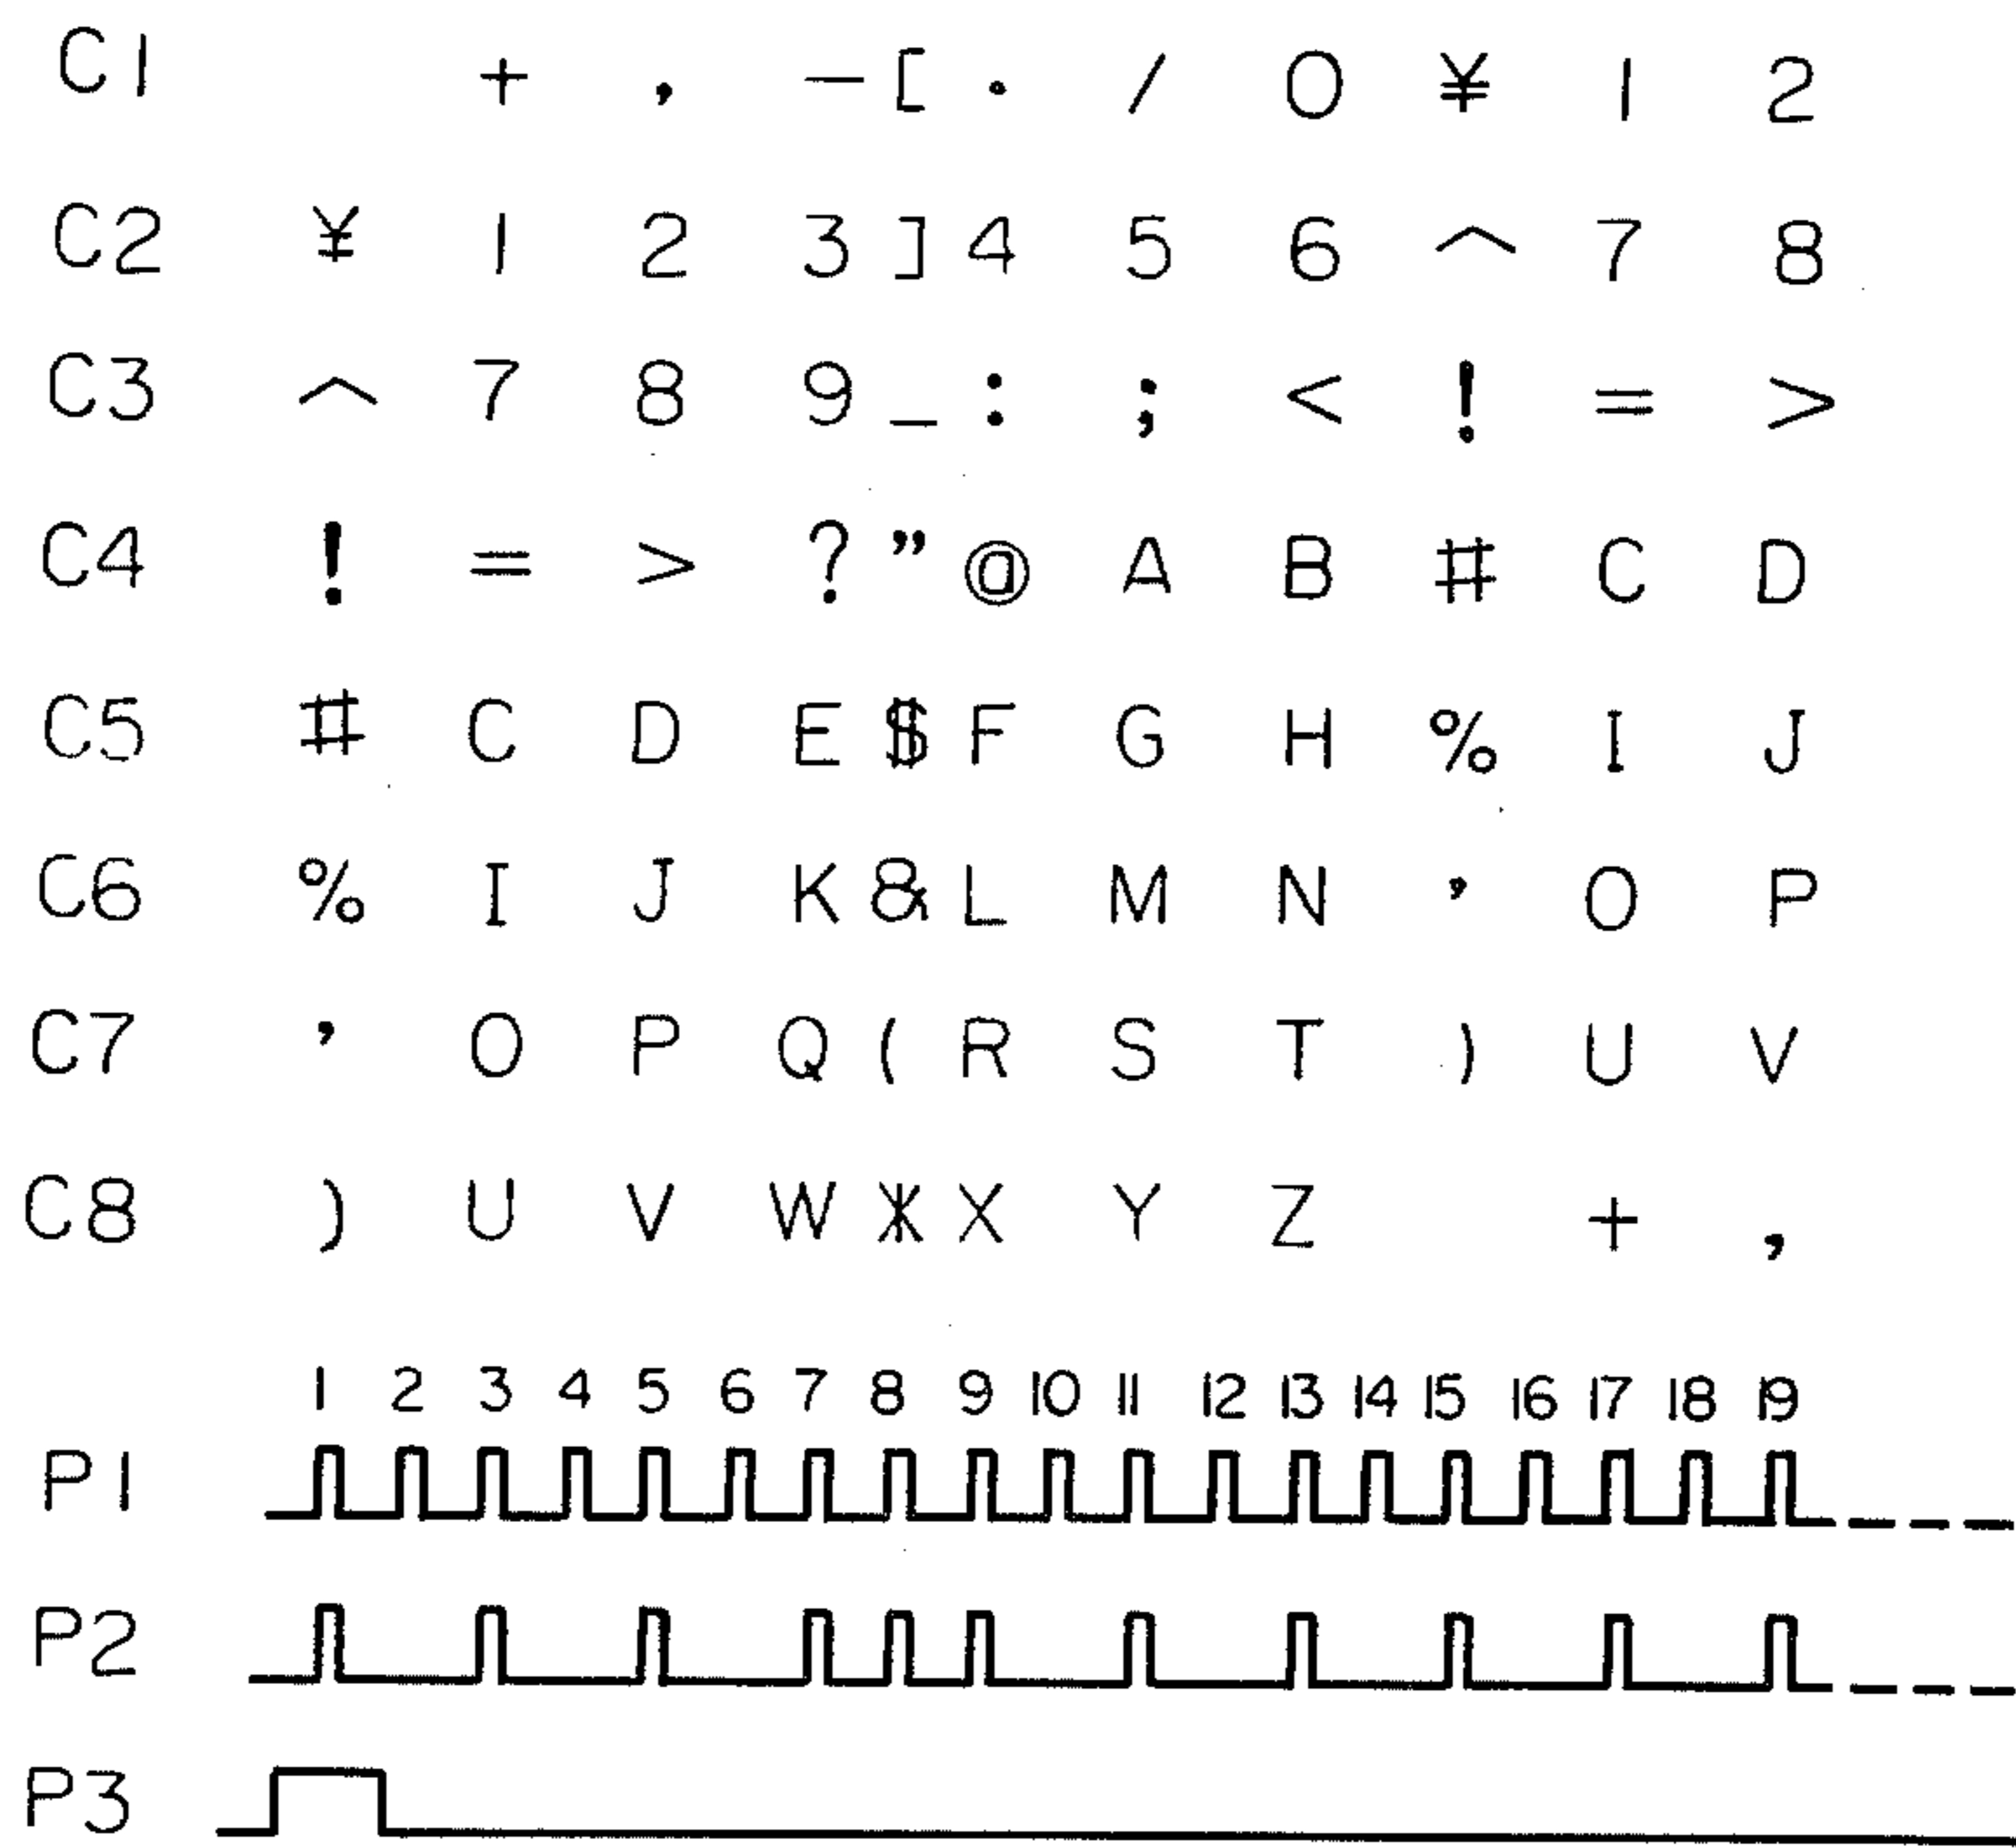 C1 + , - [ . / 0 ¥ 1 2
C2 ¥ 1 2 3 ] 4 5 6 ^ 7 8
C3 ^ 7 8 9 _ : ; < ! = >
C4 ! = > ? ” @ A B # C D
C5 # C D E $ F G H % I J
C6 % I J K & L M N ’ O P
C7 ’ O P Q ( R S T ) U V
C8 ) U V W Ж X Y Z + ,
1 2 3 4 5 6 7 8 9 10 11 12 13 14 15 16 17 18 19
P1
P2
P3